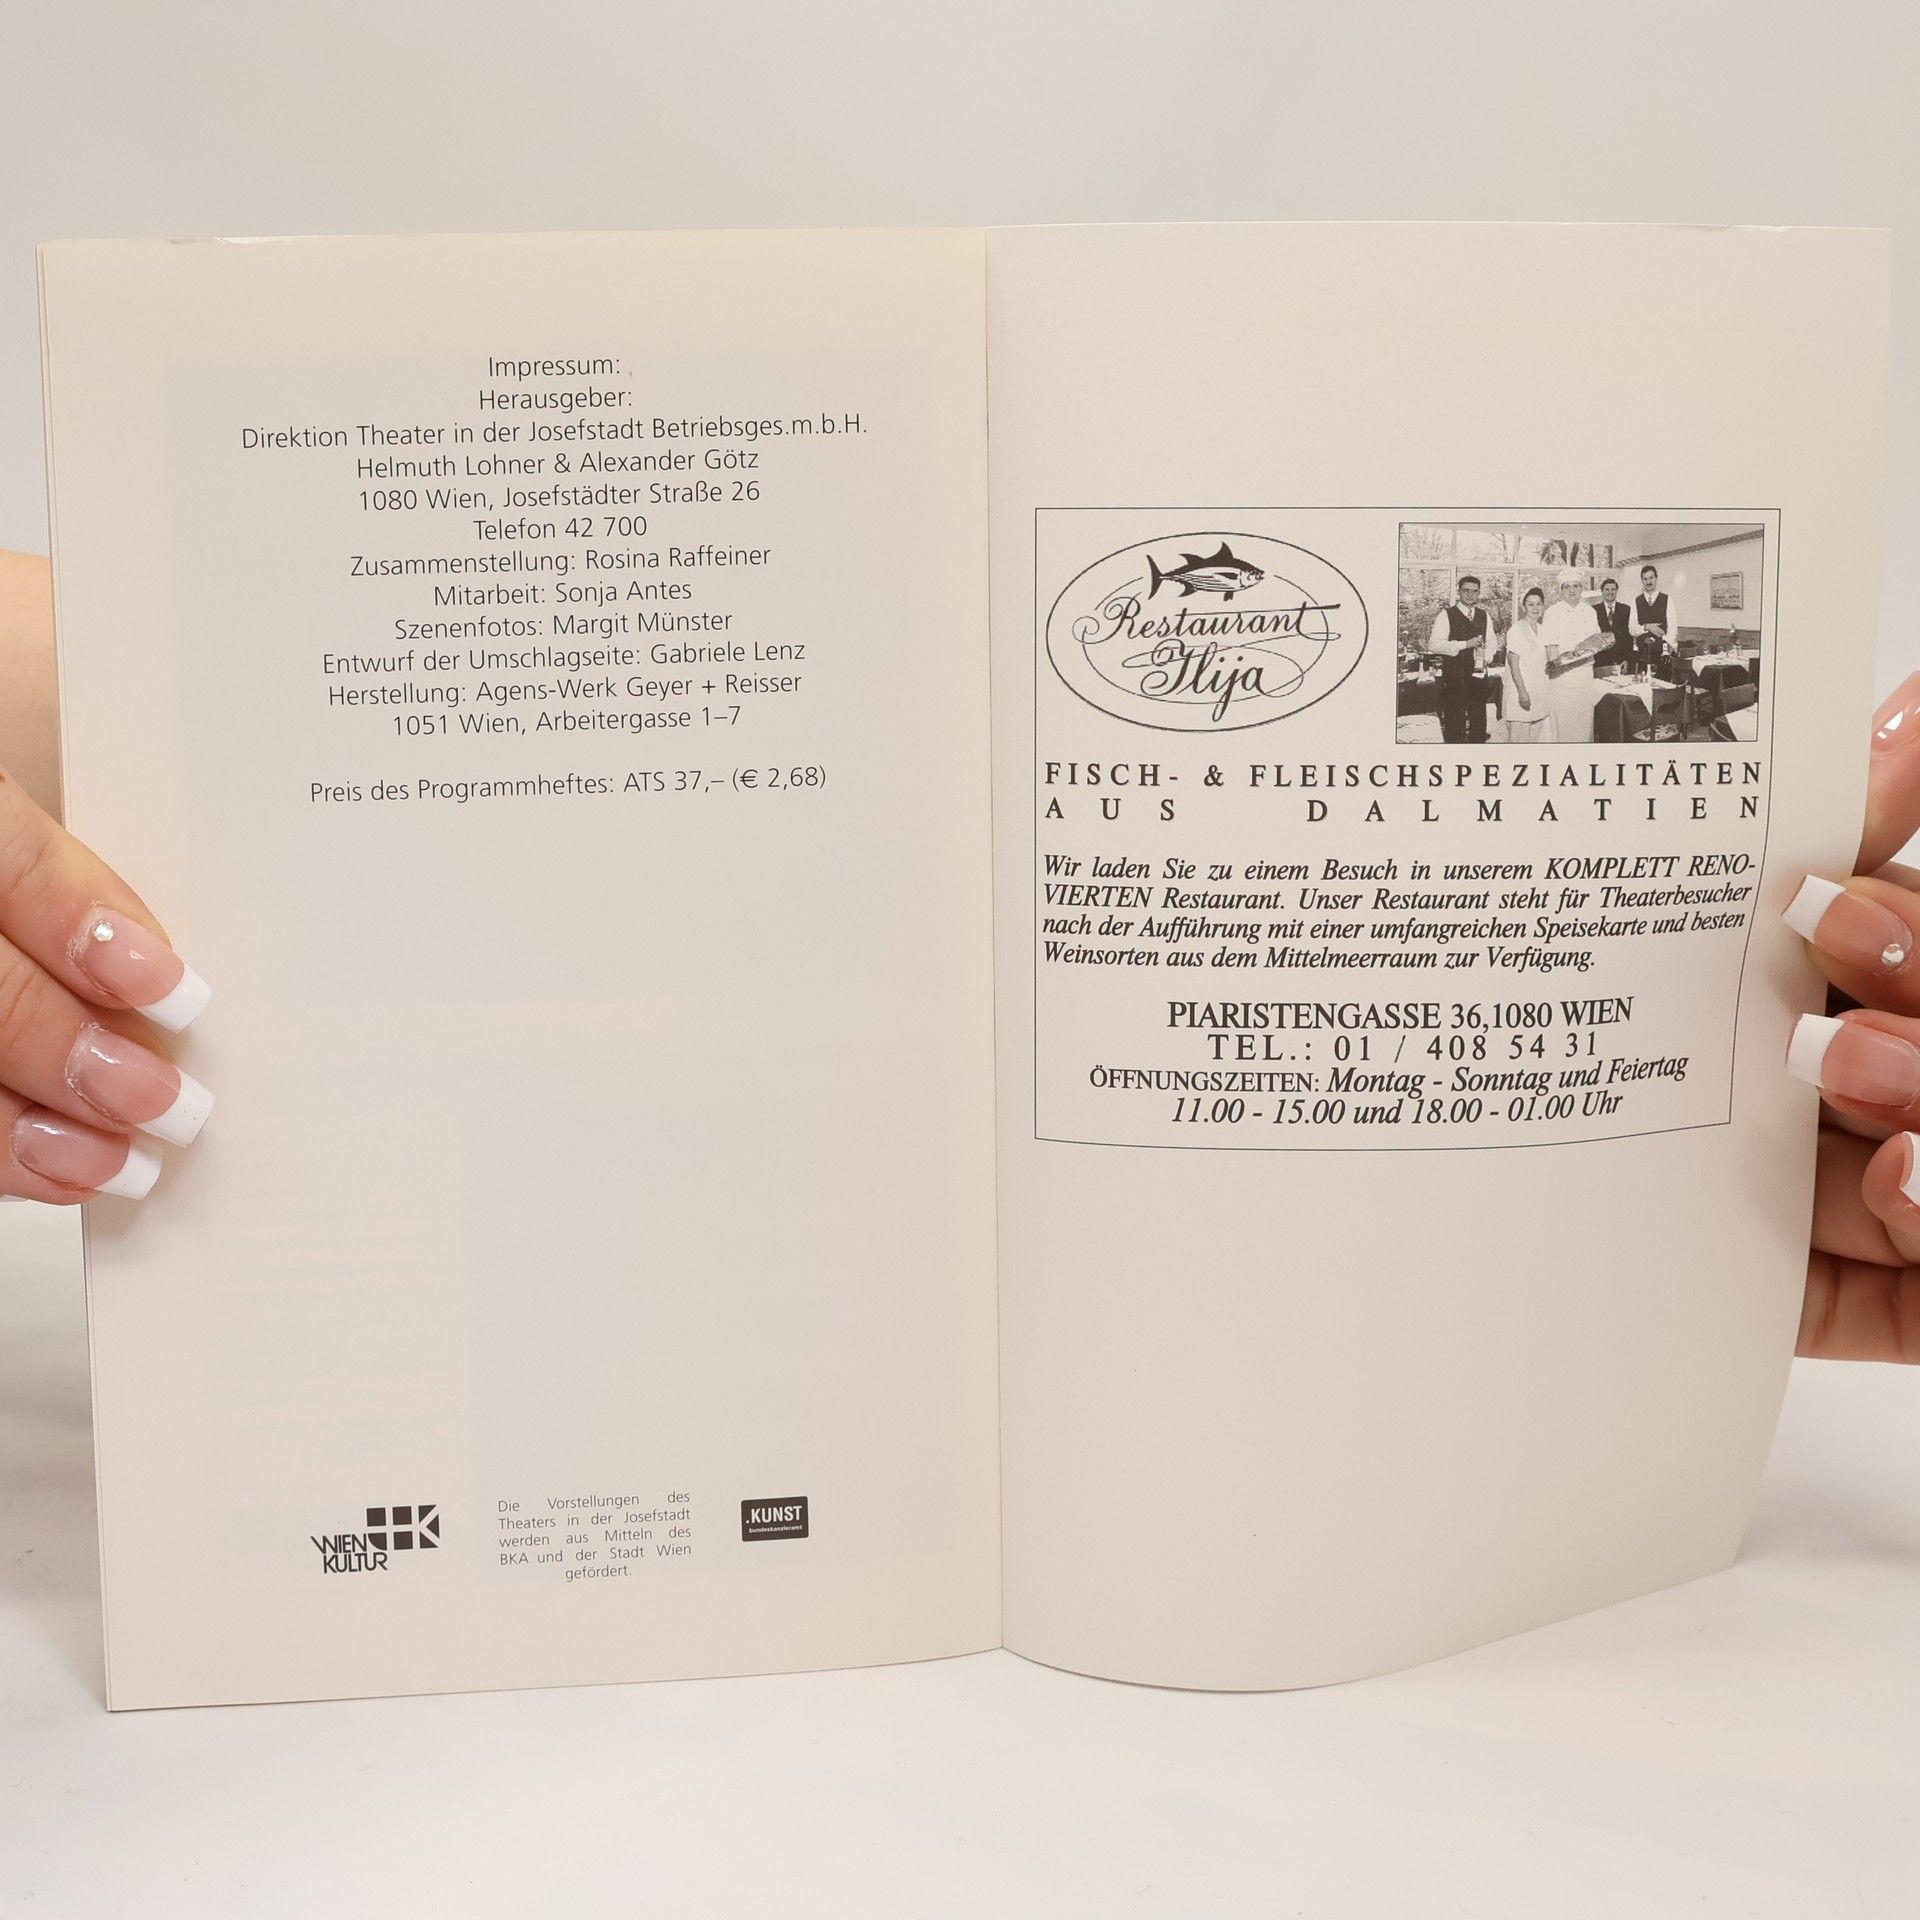 Impressum:
Herausgeber:
Direktion Theater in der Josefstadt Betriebsges.m.b.H.
Helmuth Lohner & Alexander Götz
1080 Wien, Josefstädter Straße 26
Telefon 42 700
Zusammenstellung: Rosina Raffeiner
Mitarbeit: Sonja Antes
Szenenfotos: Margit Münster
Entwurf der Umschlagseite: Gabriele Lenz
Herstellung: Agens-Werk Geyer + Reisser
1051 Wien, Arbeitergasse 1–7
Preis des Programmheftes: ATS 37,– (€ 2,68)
WIEN
KULTUR
Die Vorstellungen des
Theaters in der Josefstadt
werden aus Mitteln des
BKA und der Stadt Wien
gefördert.
.KUNST
bundeskanzleramt
Restaurant
Ilija
FISCH- & FLEISCHSPEZIALITÄTEN
AUS DALMATIEN
Wir laden Sie zu einem Besuch in unserem KOMPLETT RENO-
VIERTEN Restaurant. Unser Restaurant steht für Theaterbesucher
nach der Aufführung mit einer umfangreichen Speisekarte und besten
Weinsorten aus dem Mittelmeerraum zur Verfügung.
PIARISTENGASSE 36,1080 WIEN
TEL.: 01 / 408 54 31
ÖFFNUNGSZEITEN: Montag - Sonntag und Feiertag
11.00 - 15.00 und 18.00 - 01.00 Uhr